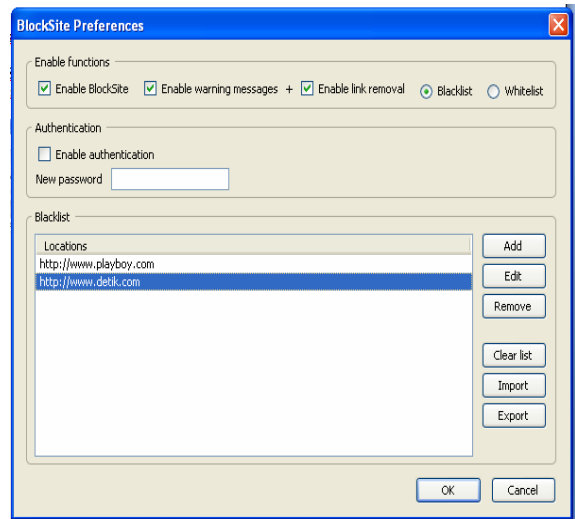 BlockSite Preferences
Enable functions
Enable BlockSite Enable warning messages + Enable link removal Blacklist Whitelist
Authentication
Enable authentication
New password
Blacklist
Locations
http://www.playboy.com
http://www.detik.com
Add
Edit
Remove
Clear list
Import
Export
OK Cancel